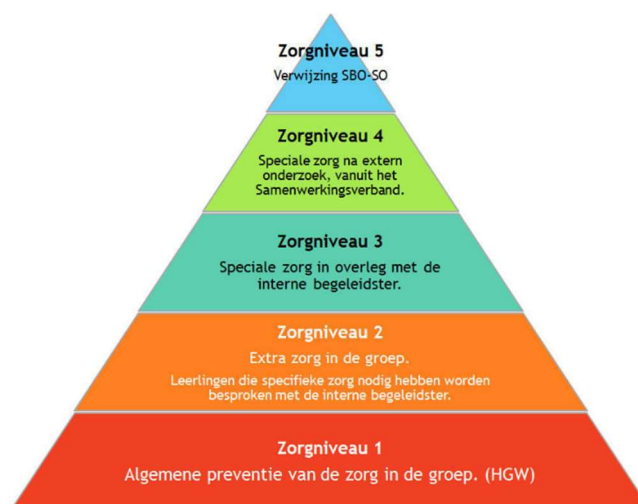 Zorgniveau 5
Verwijzing SBO-SO
Zorgniveau 4
Speciale zorg na extern
onderzoek, vanuit het
Samenwerkingsverband.
Zorgniveau 3
Speciale zorg in overleg met de
interne begeleidster.
Zorgniveau 2
Extra zorg in de groep.
Leerlingen die specifieke zorg nodig hebben worden
besproken met de interne begeleidster.
Zorgniveau 1
Algemene preventie van de zorg in de groep. (HGW)